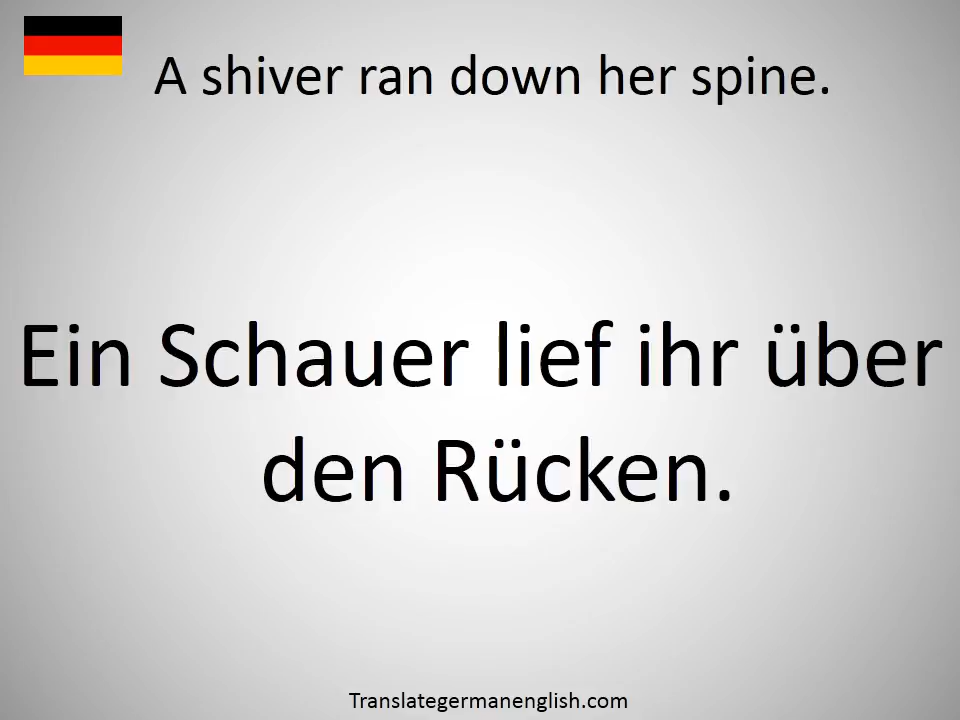 A shiver ran down her spine.
Ein Schauer lief ihr über
den Rücken.
Translategermanenglish.com